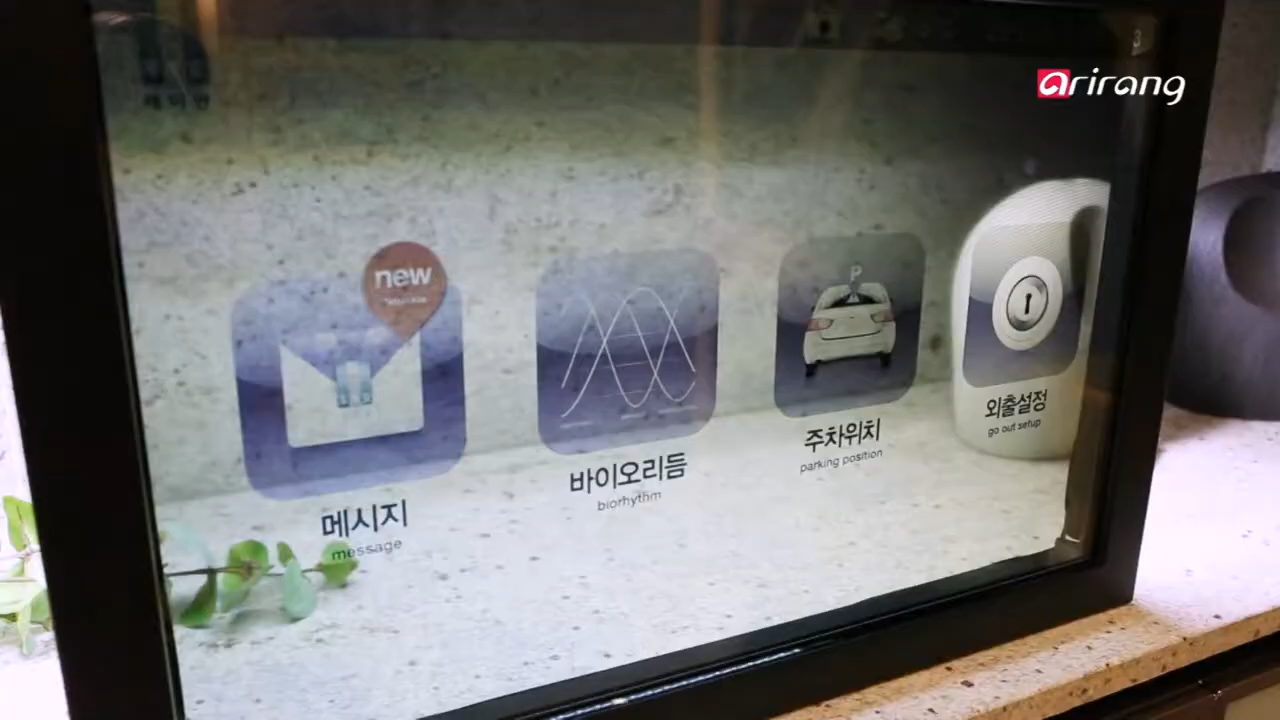 arirang
new
메시지
message
바이오리듬
biorhythm
P
주차위치
parking position
외출설정
go out setup